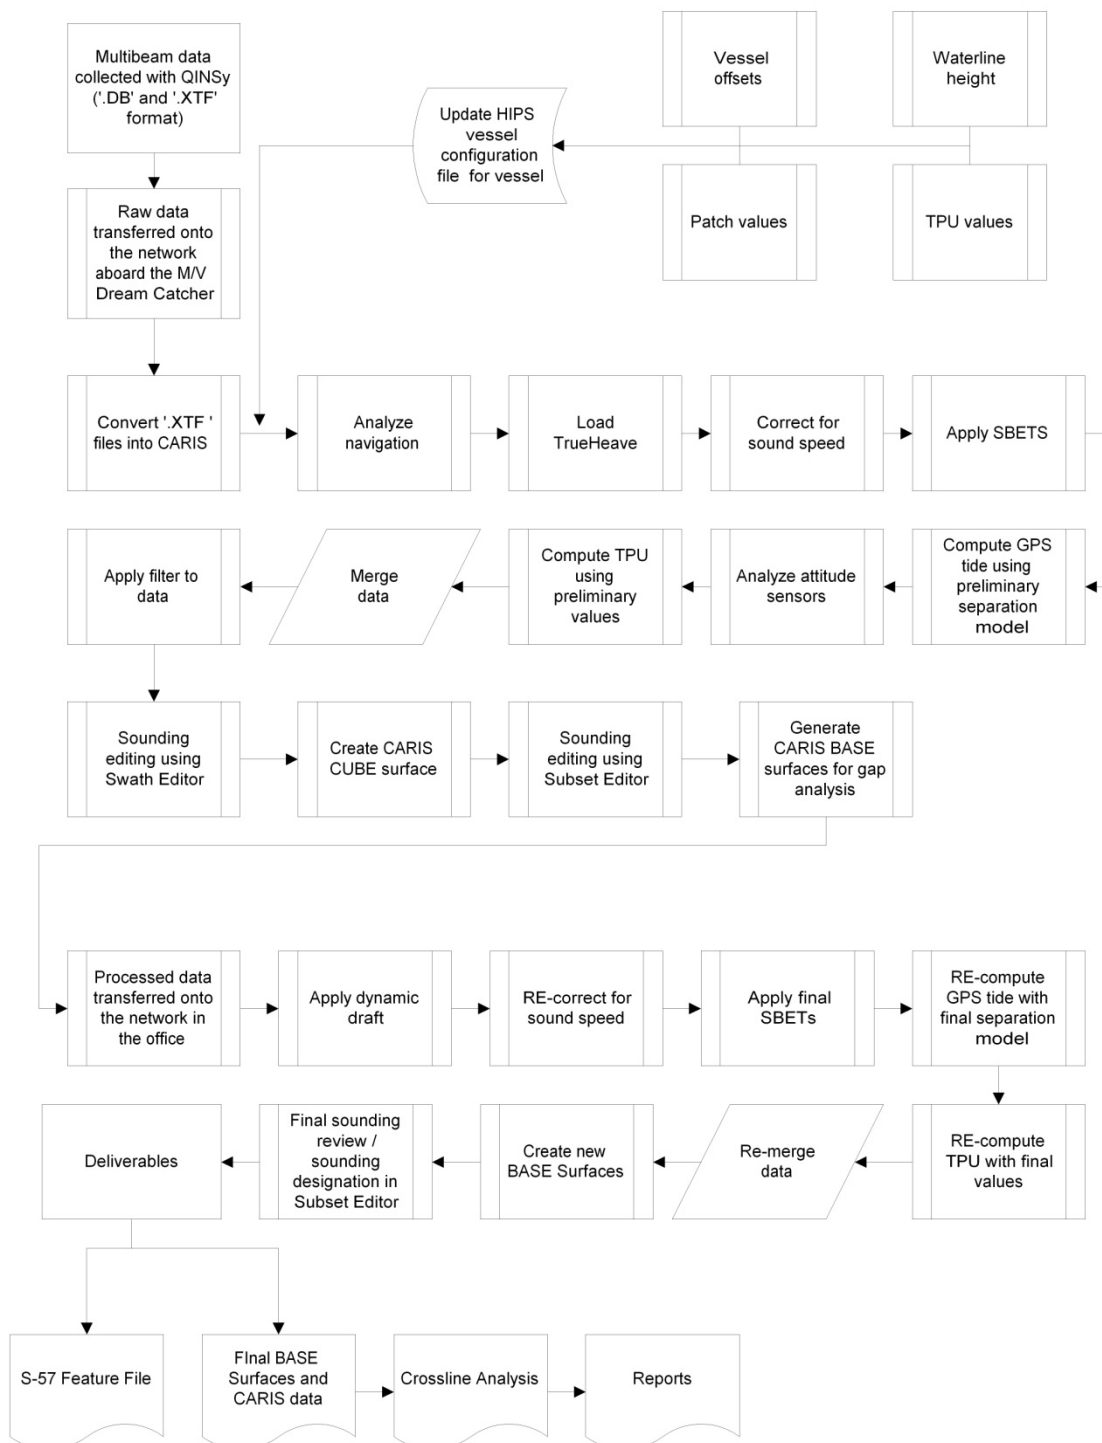 Multibeam data
collected with QINSy
('.DB' and '.XTF'
format)
Vessel
offsets
Waterline
height
Update HIPS
vessel
configuration
file for vessel
Raw data
transferred onto
the network
aboard the M/V
Dream Catcher
Patch values
TPU values
Convert '.XTF '
files into CARIS
Analyze
navigation
Load
TrueHeave
Correct for
sound speed
Apply SBETS
Apply filter to
data
Merge
data
Compute TPU
using
preliminary
values
Analyze attitude
sensors
Compute GPS
tide using
preliminary
separation
model
Sounding
editing using
Swath Editor
Create CARIS
CUBE surface
Sounding
editing using
Subset Editor
Generate
CARIS BASE
surfaces for gap
analysis
Processed data
transferred onto
the network in
the office
Apply dynamic
draft
RE-correct for
sound speed
Apply final
SBETs
RE-compute
GPS tide with
final separation
model
Deliverables
Final sounding
review /
sounding
designation in
Subset Editor
Create new
BASE Surfaces
Re-merge
data
RE-compute
TPU with final
values
S-57 Feature File
FInal BASE
Surfaces and
CARIS data
Crossline Analysis
Reports